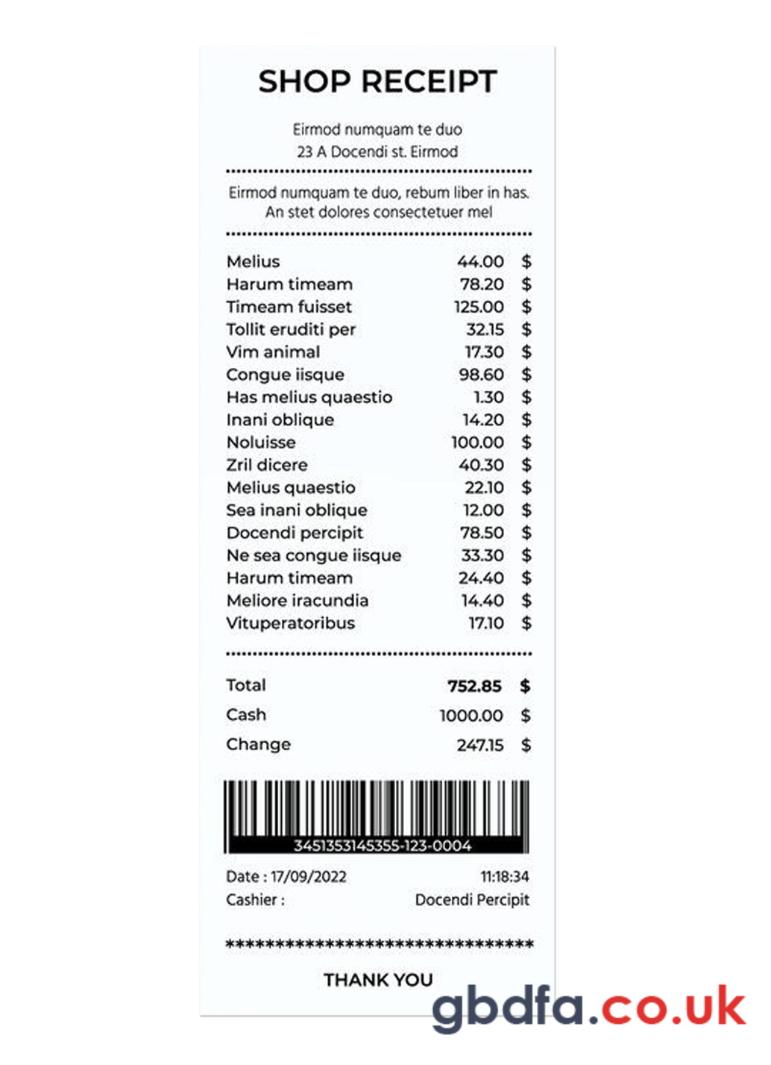 SHOP RECEIPT
Eirmod numquam te duo
23 A Docendi st. Eirmod
Eirmod numquam te duo, rebum liber in has.
An stet dolores consectetuer mel
Melius 44.00 $
Harum timeam 78.20 $
Timeam fuisset 125.00 $
Tollit eruditi per 32.15 $
Vim animal 17.30 $
Congue iisque 98.60 $
Has melius quaestio 1.30 $
Inani oblique 14.20 $
Noluisse 100.00 $
Zril dicere 40.30 $
Melius quaestio 22.10 $
Sea inani oblique 12.00 $
Docendi percipit 78.50 $
Ne sea congue iisque 33.30 $
Harum timeam 24.40 $
Meliore iracundia 14.40 $
Vituperatoribus 17.10 $
Total 752.85 $
Cash 1000.00 $
Change 247.15 $
3451353145355-123-0004
Date : 17/09/2022 11:18:34
Cashier : Docendi Percipit
*******************************
THANK YOU
gbdfa.co.uk